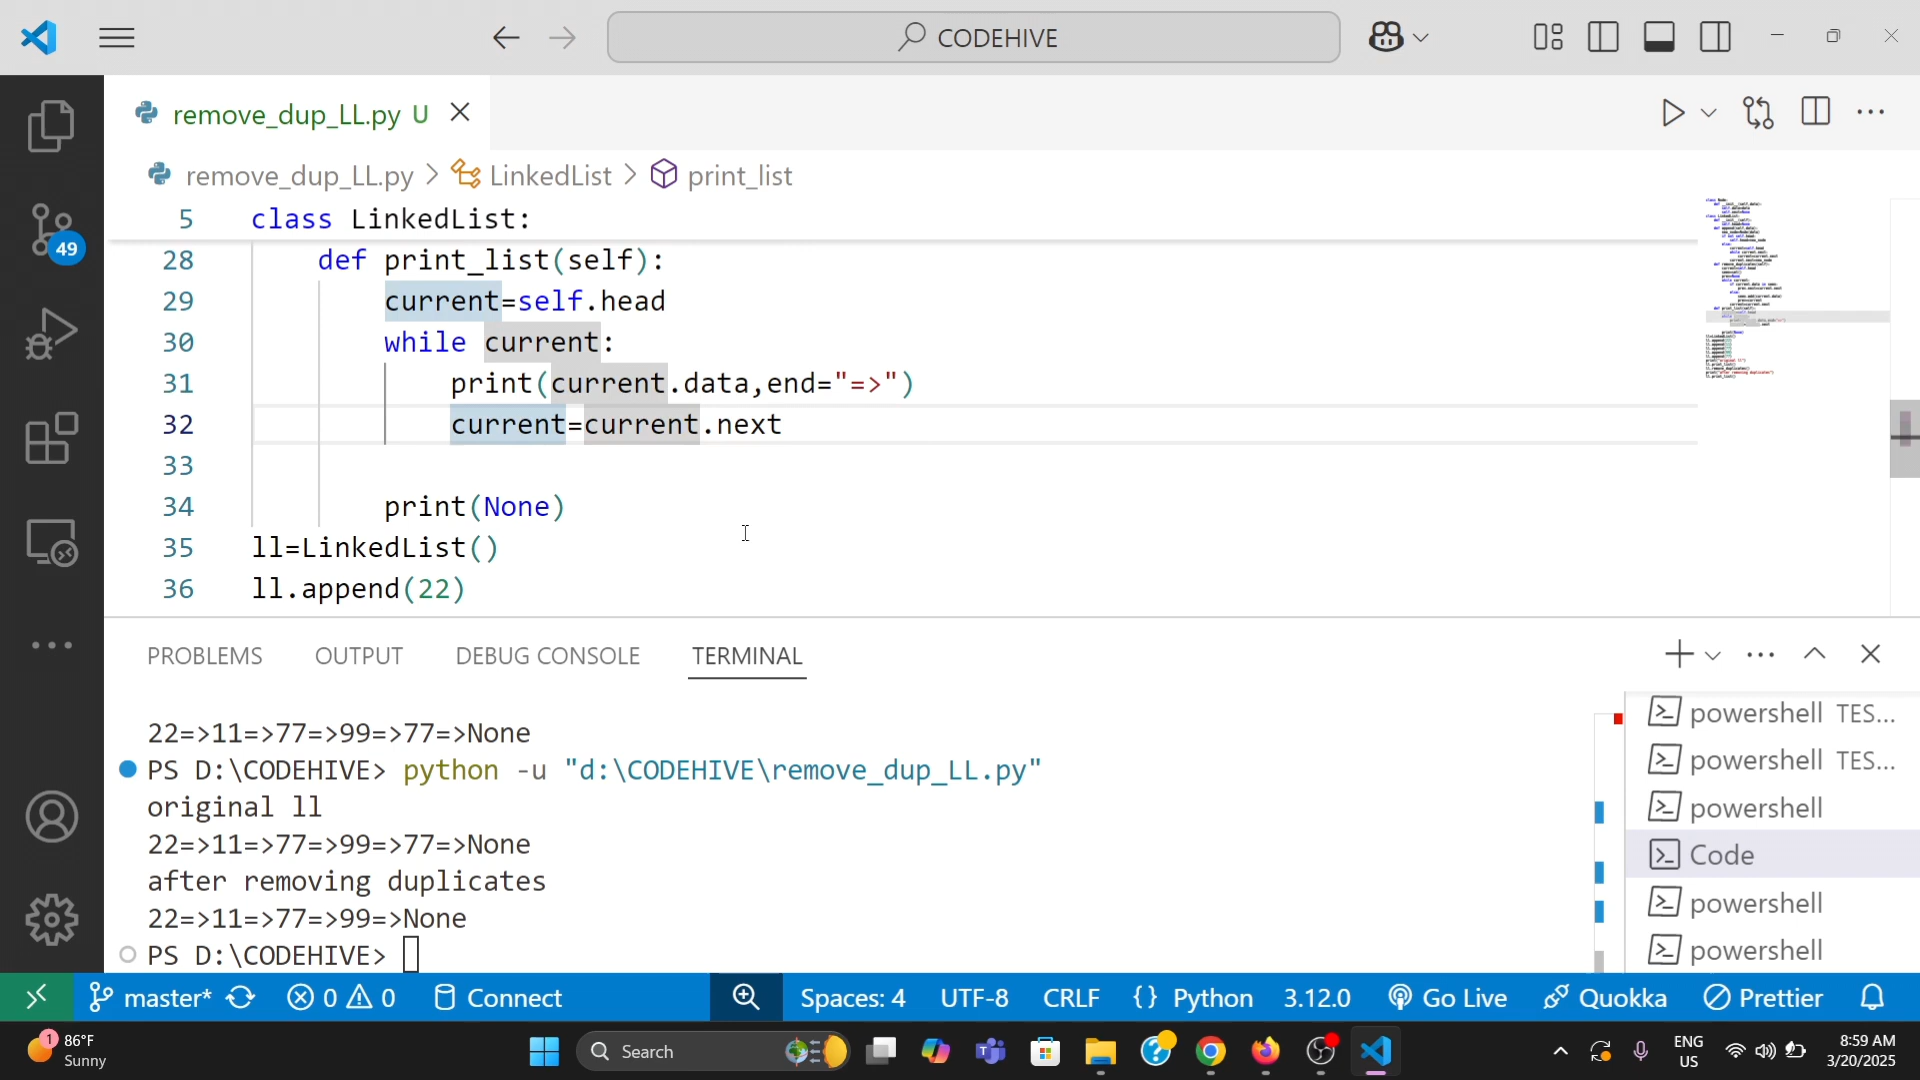 CODEHIVE
remove_dup_LL.py U
remove_dup_LL.py > LinkedList > print_list
49
5 class LinkedList:
28 def print_list(self):
29 current=self.head
30 while current:
31 print(current.data,end="=>")
32 current=current.next
33
34 print(None)
35 ll=LinkedList()
36 ll.append(22)
PROBLEMS OUTPUT DEBUG CONSOLE TERMINAL
22=>11=>77=>99=>77=>None
PS D:\CODEHIVE> python -u "d:\CODEHIVE\remove_dup_LL.py"
original ll
22=>11=>77=>99=>77=>None
after removing duplicates
22=>11=>77=>99=>None
PS D:\CODEHIVE>
powershell TES...
powershell TES...
powershell
Code
powershell
powershell
master* 0 0 Connect Spaces: 4 UTF-8 CRLF {} Python 3.12.0 Go Live Quokka Prettier
1
86°F
Sunny
Search
ENG
US
8:59 AM
3/20/2025